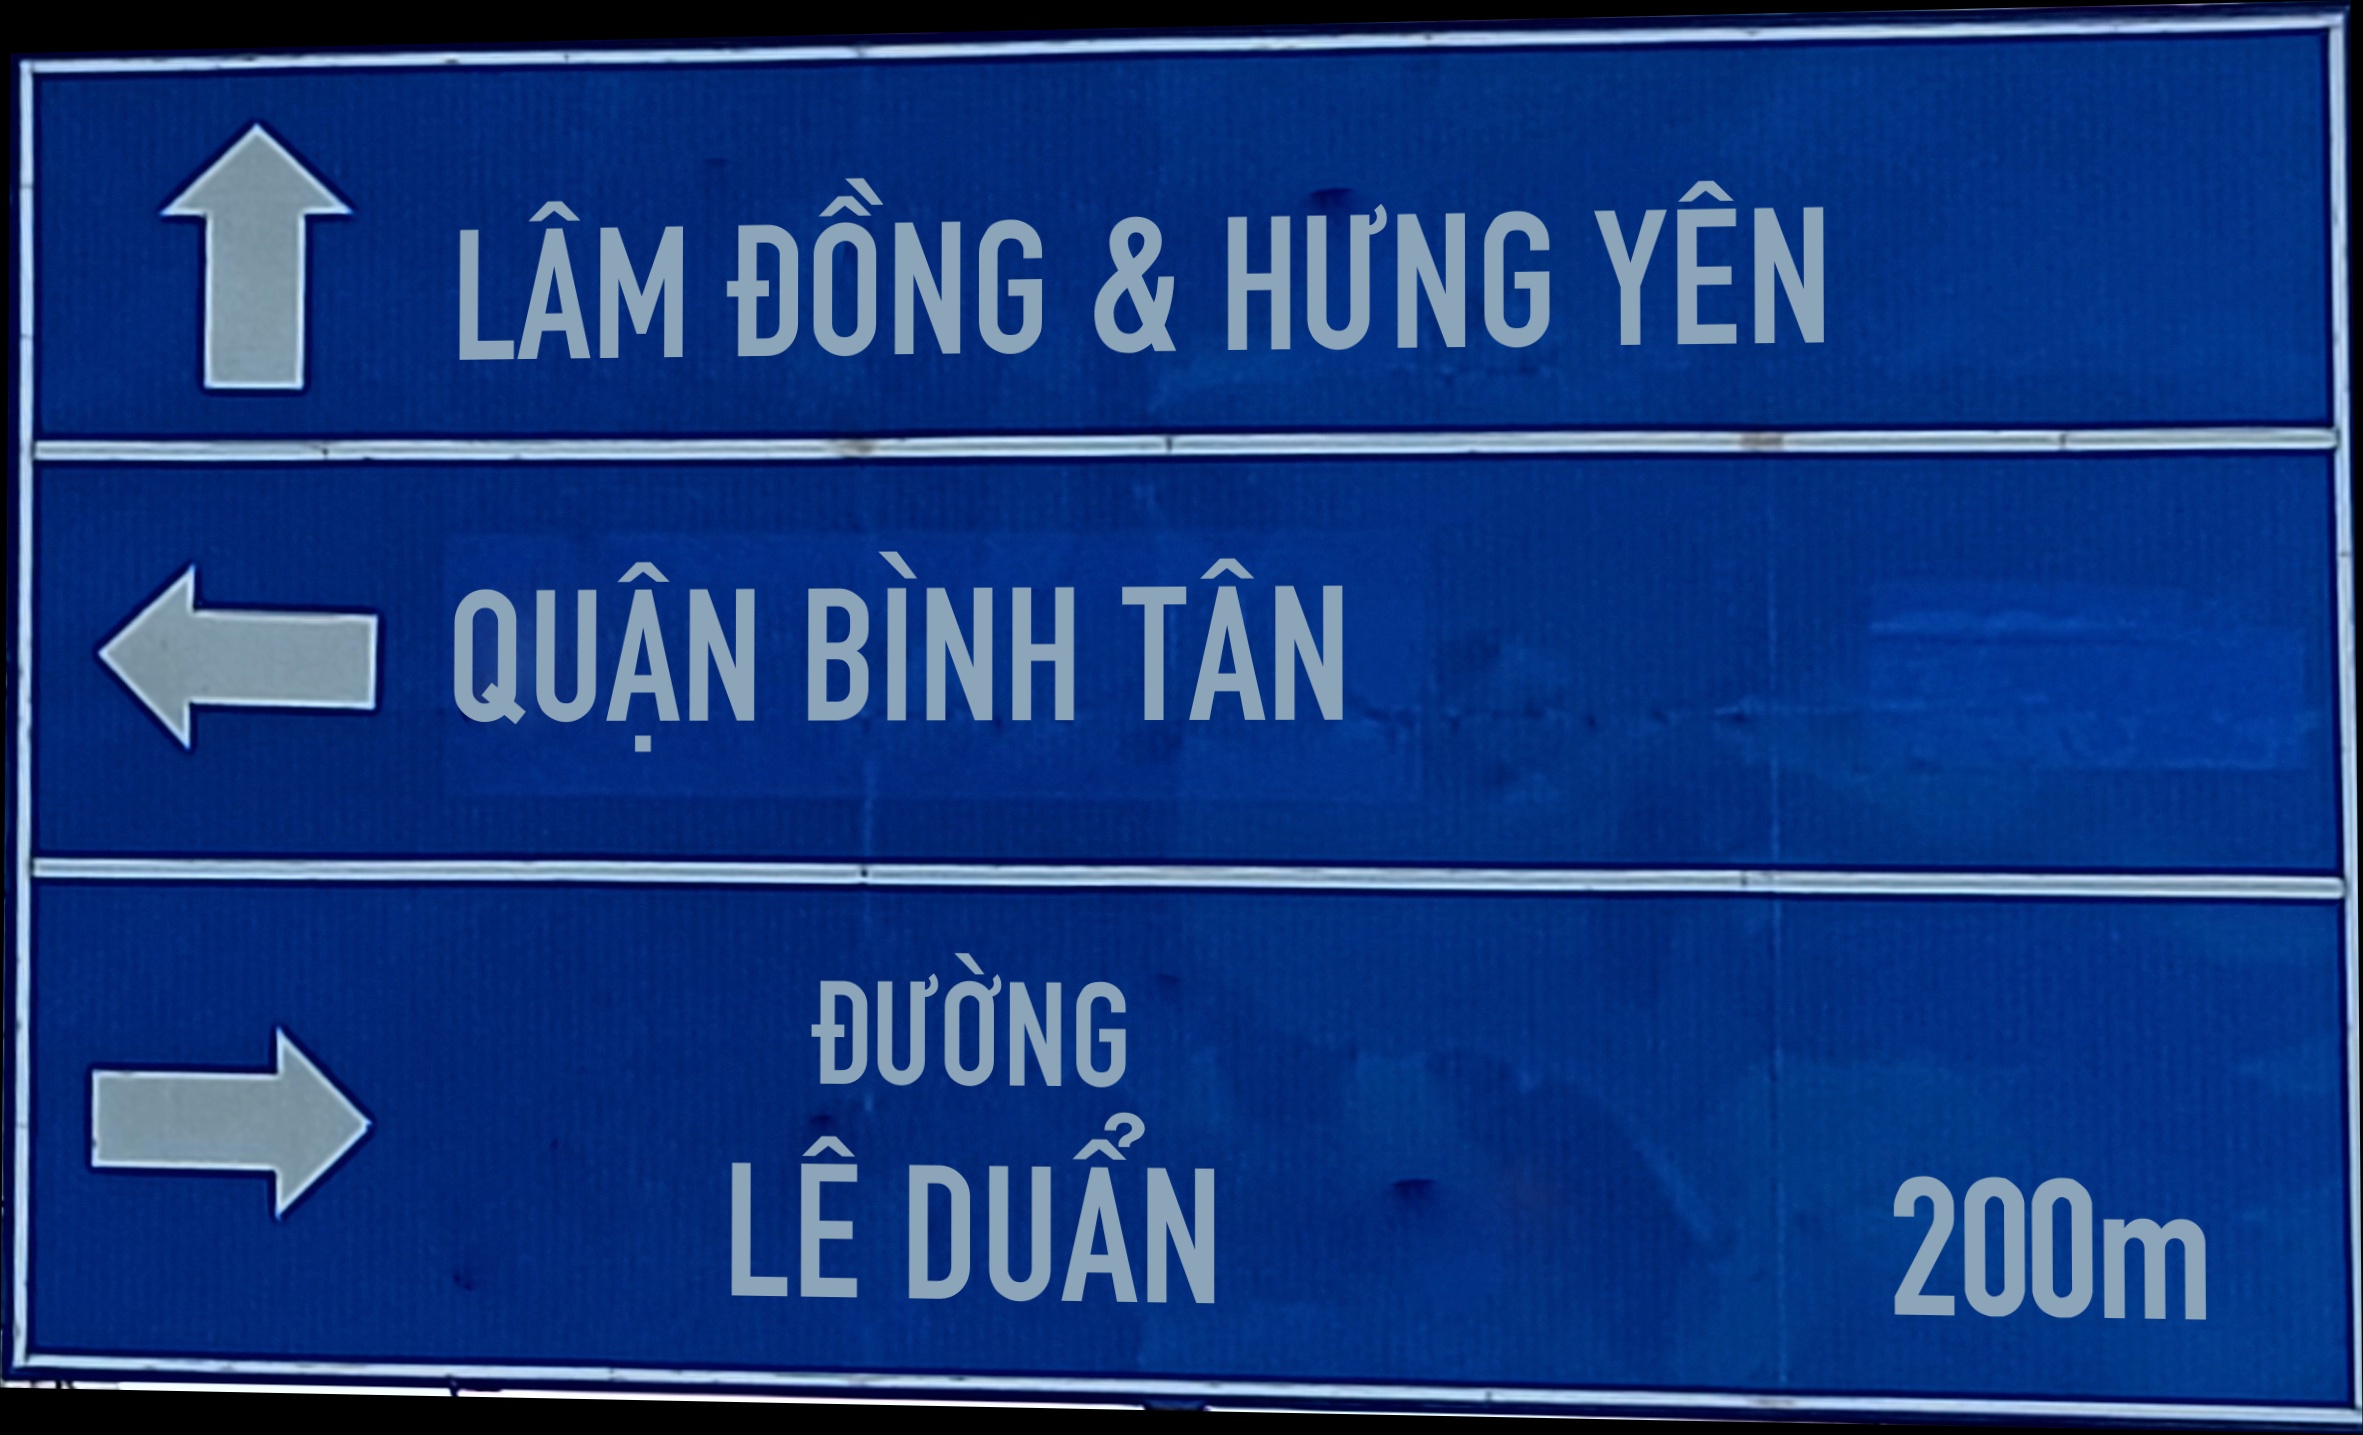 LÂM ĐỒNG & HƯNG YÊN
QUẬN BÌNH TÂN
ĐƯỜNG
LÊ DUẨN
200m